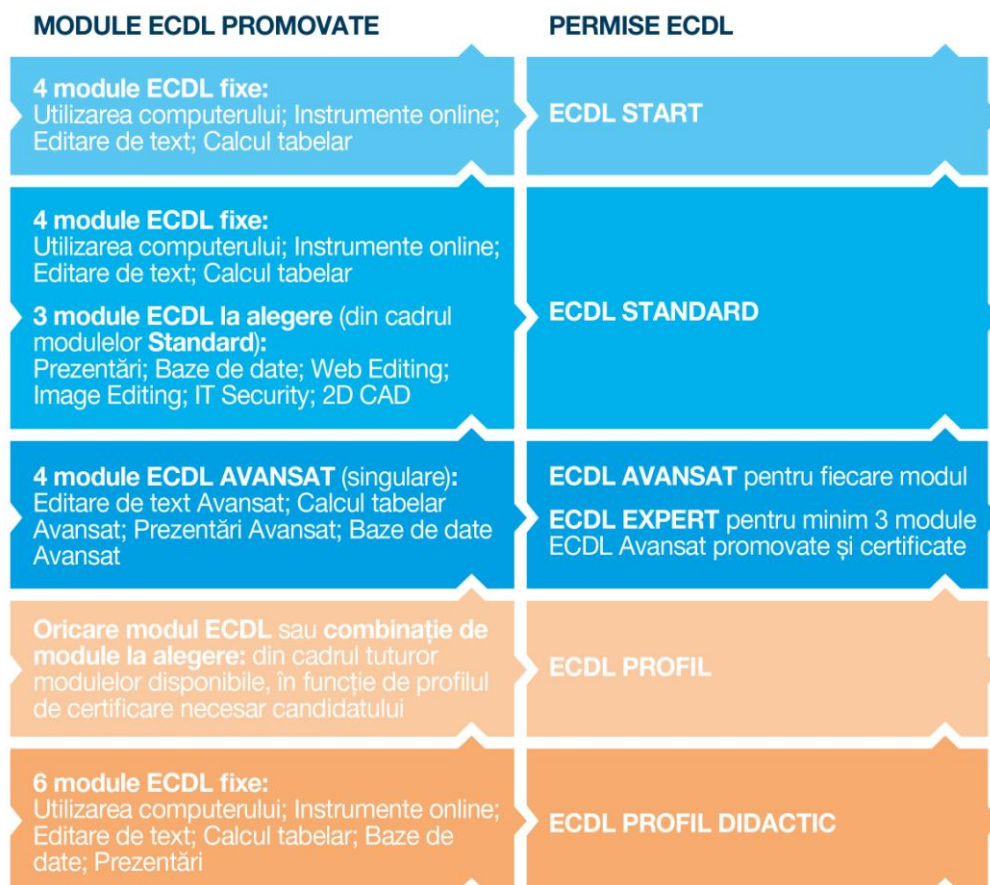 MODULE ECDL PROMOVATE
PERMISE ECDL
4 module ECDL fixe:
Utilizarea computerului; Instrumente online;
Editare de text; Calcul tabelar
ECDL START
4 module ECDL fixe:
Utilizarea computerului; Instrumente online;
Editare de text; Calcul tabelar
3 module ECDL la alegere (din cadrul
modulelor Standard):
Prezentări; Baze de date; Web Editing;
Image Editing; IT Security; 2D CAD
ECDL STANDARD
4 module ECDL AVANSAT (singulare):
Editare de text Avansat; Calcul tabelar
Avansat; Prezentări Avansat; Baze de date
Avansat
ECDL AVANSAT pentru fiecare modul
ECDL EXPERT pentru minim 3 module
ECDL Avansat promovate și certificate
Oricare modul ECDL sau combinație de
module la alegere: din cadrul tuturor
modulelor disponibile, în funcție de profilul
de certificare necesar candidatului
ECDL PROFIL
6 module ECDL fixe:
Utilizarea computerului; Instrumente online;
Editare de text; Calcul tabelar; Baze de
date; Prezentări
ECDL PROFIL DIDACTIC